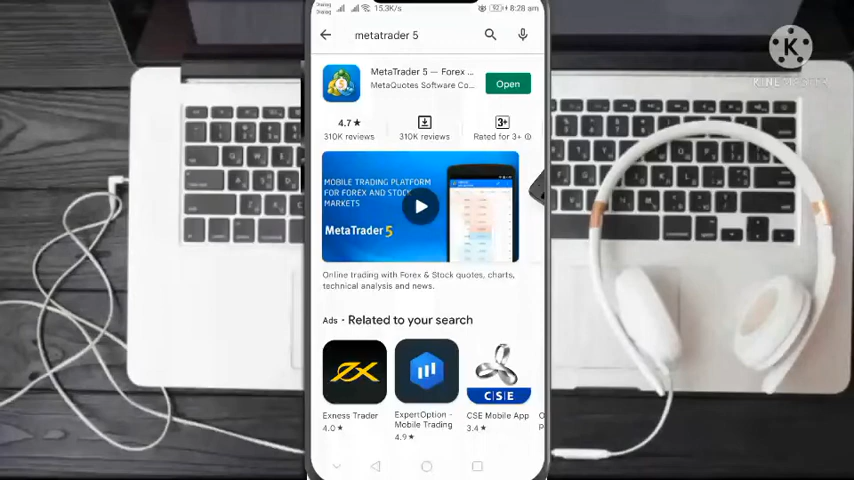 Dialog
Dialog
15.3K/s
92
8:28 am
metatrader 5
K
KINEMASTER
MetaTrader 5 — Forex ...
MetaQuotes Software Co...
Open
4.7★
3+
310K reviews
310K reviews
Rated for 3+
MOBILE TRADING PLATFORM
FOR FOREX AND STOCK
MARKETS
MetaTrader 5
Online trading with Forex & Stock quotes, charts,
technical analysis and news.
Ads · Related to your search
CSE
Exness Trader
4.0★
ExpertOption -
Mobile Trading
4.9★
CSE Mobile App
3.4★